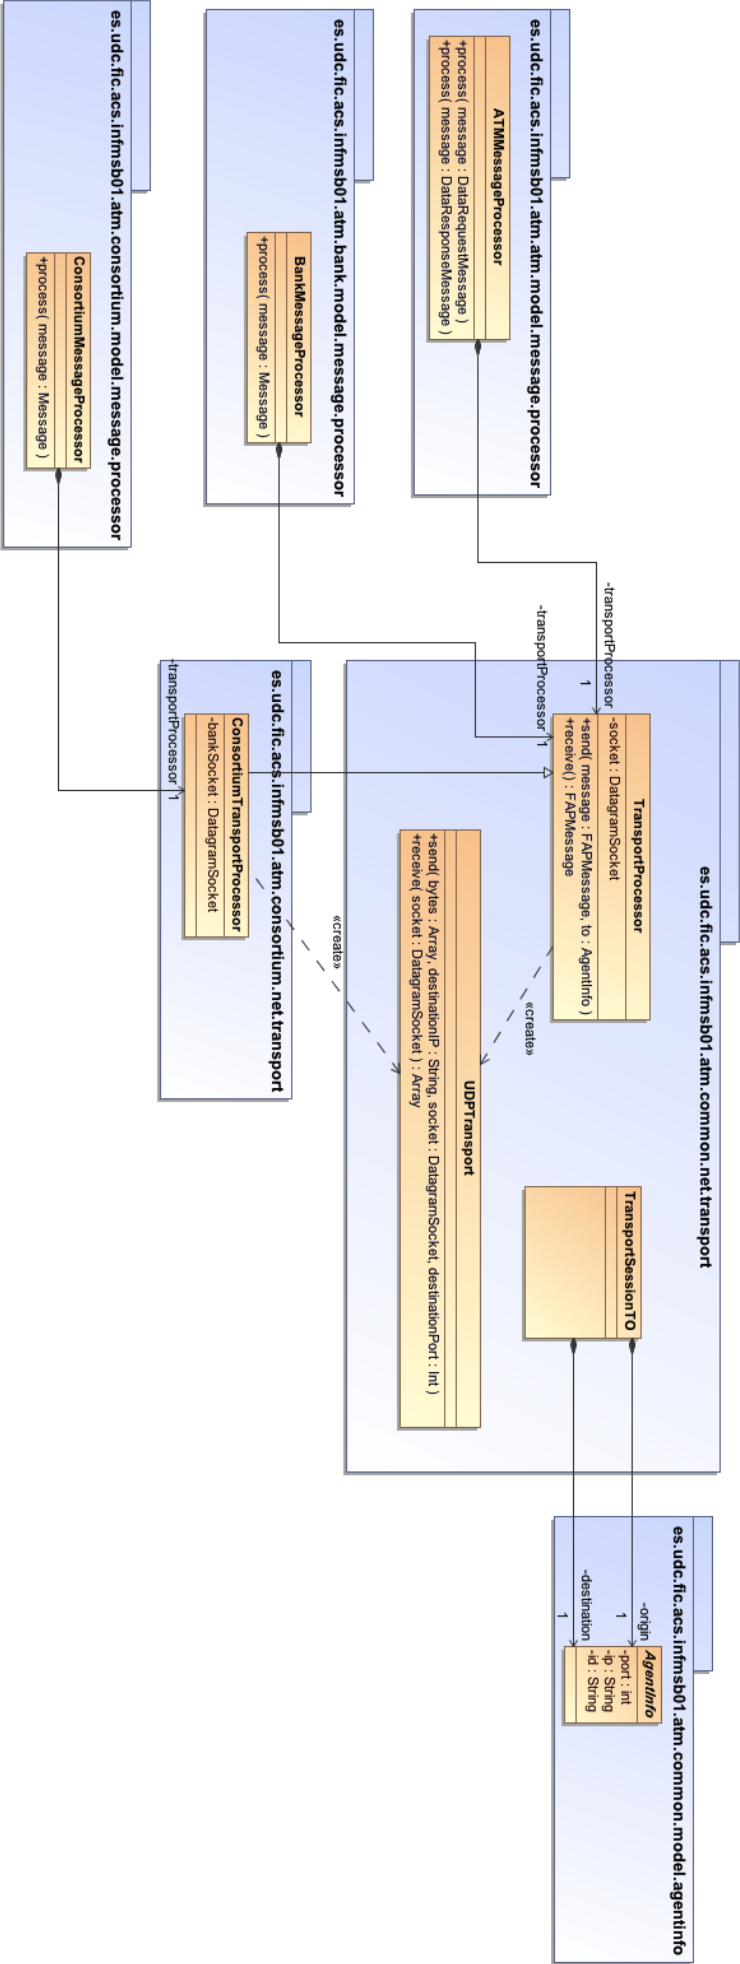 es.udc.fic.acs.infmsb01.atm.atm.model.message.processor
ATMMessageProcessor
+process( message : DataRequestMessage )
+process( message : DataResponseMessage )
es.udc.fic.acs.infmsb01.atm.bank.model.message.processor
BankMessageProcessor
+process( message : Message )
es.udc.fic.acs.infmsb01.atm.consortium.model.message.processor
ConsortiumMessageProcessor
+process( message : Message )
-transportProcessor
1
-transportProcessor
1
-transportProcessor
1
es.udc.fic.acs.infmsb01.atm.common.net.transport
TransportProcessor
-socket : DatagramSocket
+send( message : FAPMessage, to : AgentInfo )
+receive() : FAPMessage
«create»
UDPTransport
+send( bytes : Array, destinationIP : String, socket : DatagramSocket, destinationPort : Int )
+receive( socket : DatagramSocket ) : Array
TransportSessionTO
es.udc.fic.acs.infmsb01.atm.consortium.net.transport
ConsortiumTransportProcessor
-bankSocket : DatagramSocket
«create»
es.udc.fic.acs.infmsb01.atm.common.model.agentinfo
-origin
1
-destination
1
AgentInfo
-port : int
-ip : String
-id : String